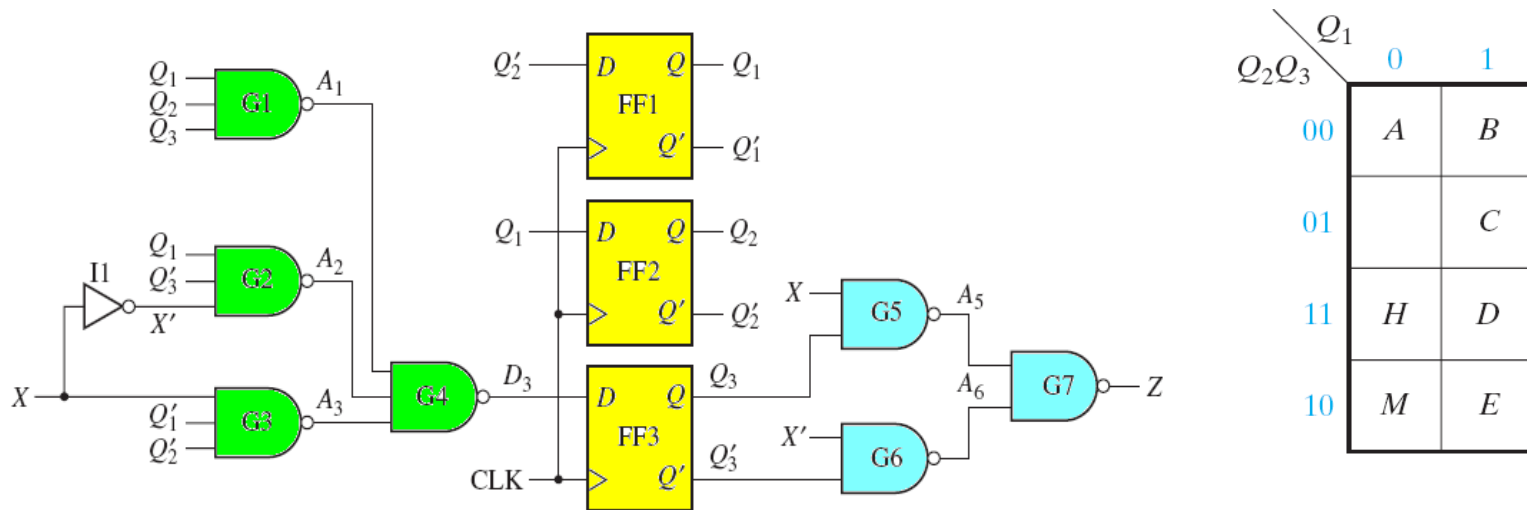 Q₁
Q₂
Q₃
G1
A₁
I1
X′
Q₁
Q₃′
G2
A₂
X
Q₁′
Q₂′
G3
A₃
G4
D₃
Q₂′
D
Q
Q₁
FF1
Q′
Q₁′
Q₁
D
Q
Q₂
FF2
Q′
Q₂′
D
Q
Q₃
FF3
Q′
Q₃′
CLK
X
G5
A₅
X′
G6
A₆
G7
Z
Q₁
Q₂Q₃
0 1
00 A B
01 C
11 H D
10 M E